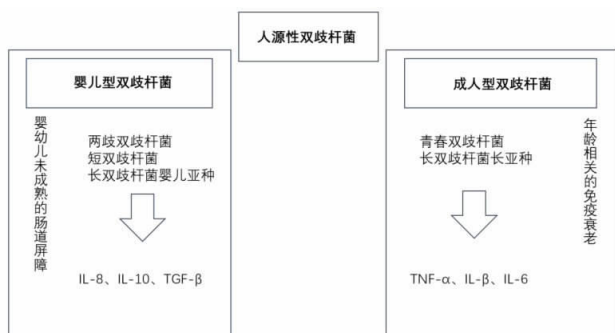 人源性双歧杆菌
婴儿型双歧杆菌
婴幼儿未成熟的肠道屏障
两歧双歧杆菌
短双歧杆菌
长双歧杆菌婴儿亚种
IL-8、IL-10、TGF-β
成人型双歧杆菌
青春双歧杆菌
长双歧杆菌长亚种
年龄相关的免疫衰老
TNF-α、IL-β、IL-6